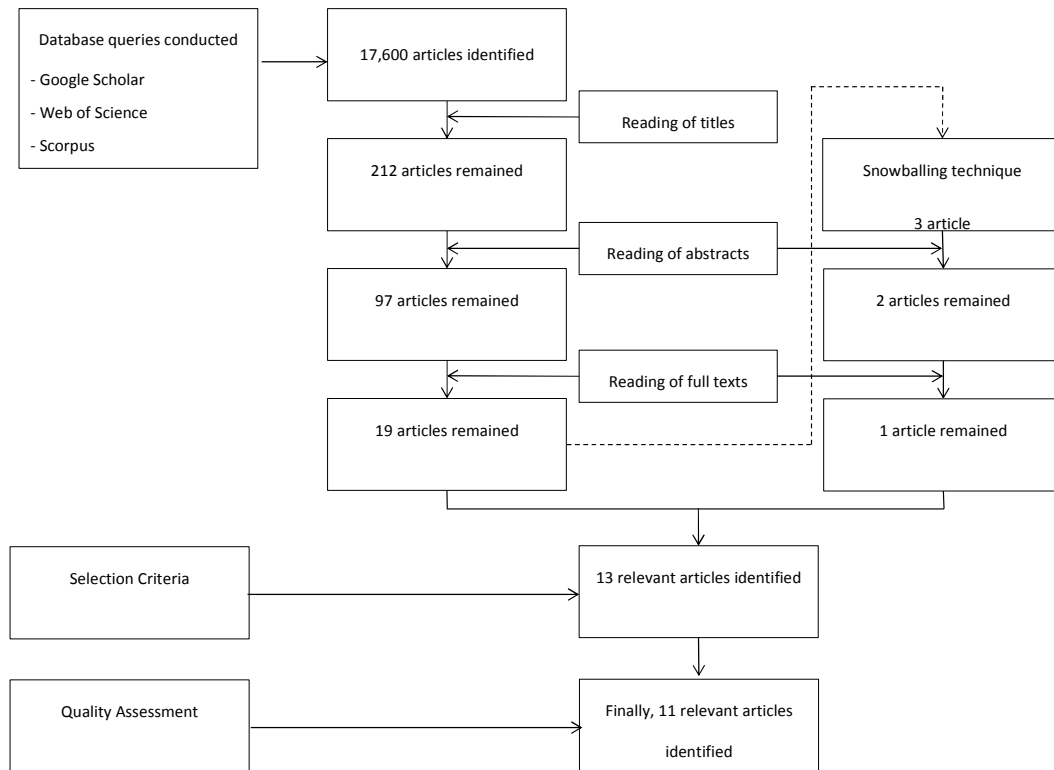 Database queries conducted
- Google Scholar
- Web of Science
- Scorpus
17,600 articles identified
Reading of titles
212 articles remained
Snowballing technique
3 article
Reading of abstracts
97 articles remained
2 articles remained
Reading of full texts
19 articles remained
1 article remained
Selection Criteria
13 relevant articles identified
Quality Assessment
Finally, 11 relevant articles
identified